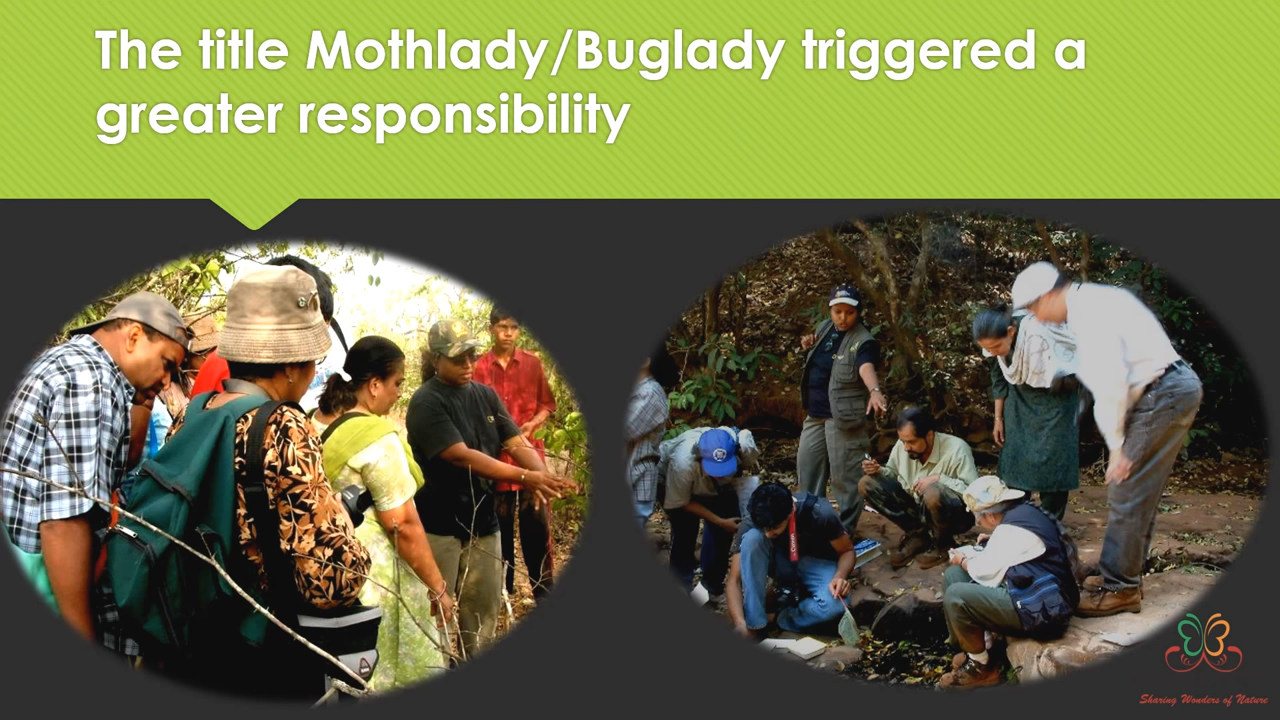 The title Mothlady/Buglady triggered a
greater responsibility
Sharing Wonders of Nature